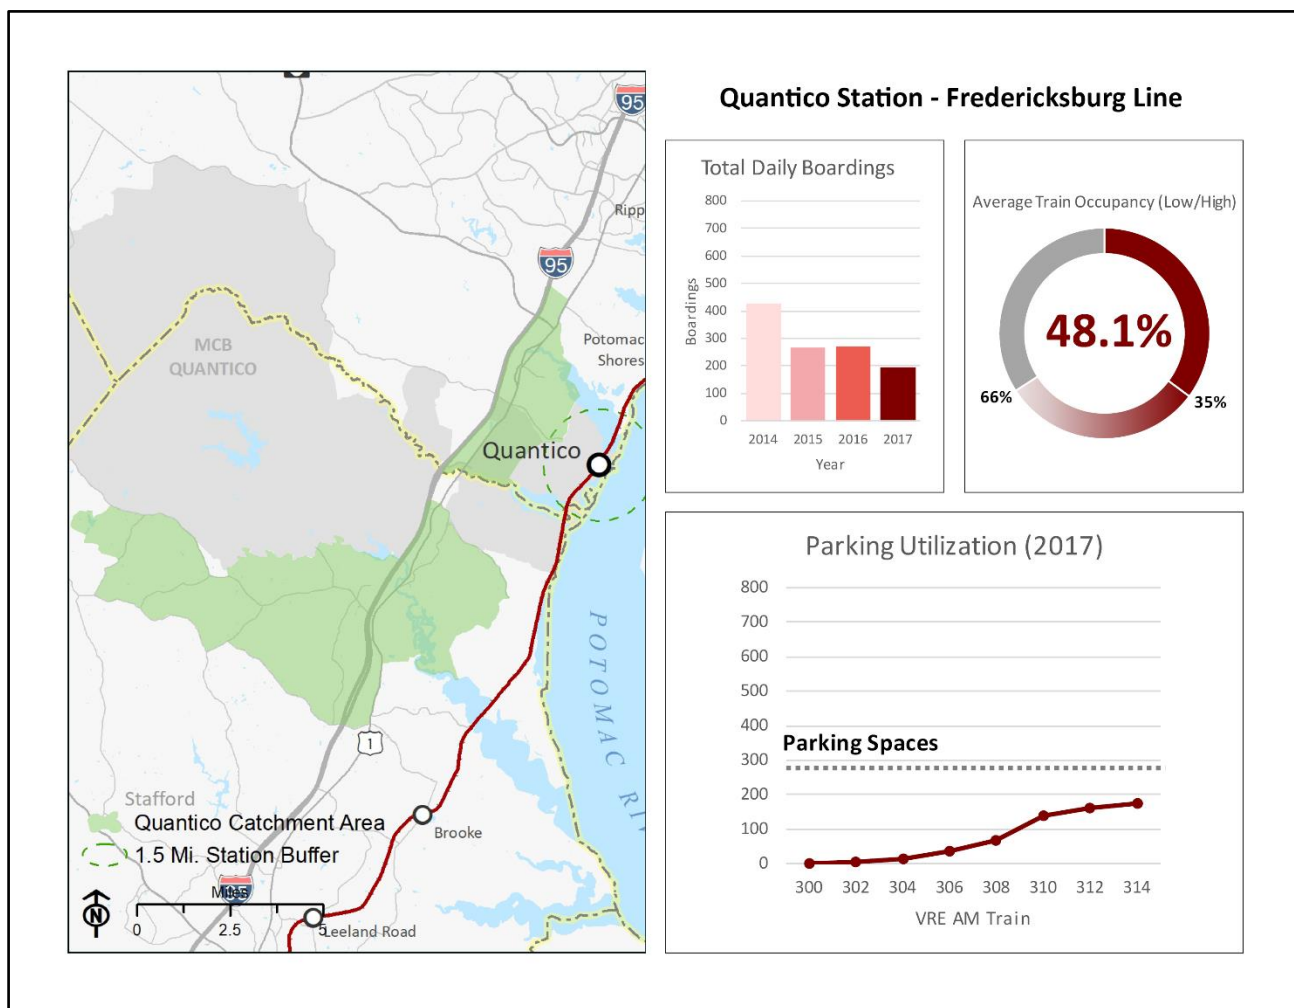 Quantico Station - Fredericksburg Line
95
Ripp
95
MCB
QUANTICO
Potomac
Shores
Quantico
POTOMAC
RI
1
Stafford
Quantico Catchment Area
Brooke
1.5 Mi. Station Buffer
95
Miles
N
0
2.5
5
Leeland Road
Total Daily Boardings
800
700
600
500
400
300
200
100
0
Boardings
2014
2015
2016
2017
Year
Average Train Occupancy (Low/High)
48.1%
66%
35%
Parking Utilization (2017)
800
700
600
500
400
Parking Spaces
300
200
100
0
300
302
304
306
308
310
312
314
VRE AM Train